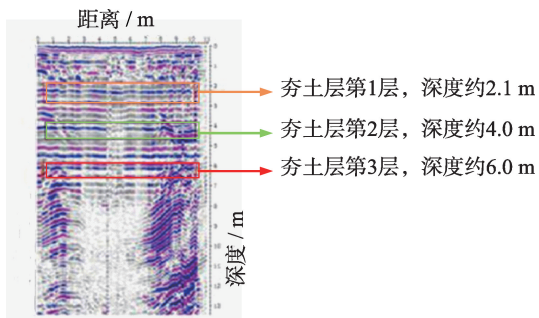 距离 / m
夯土层第1层，深度约2.1 m
夯土层第2层，深度约4.0 m
夯土层第3层，深度约6.0 m
深度 / m